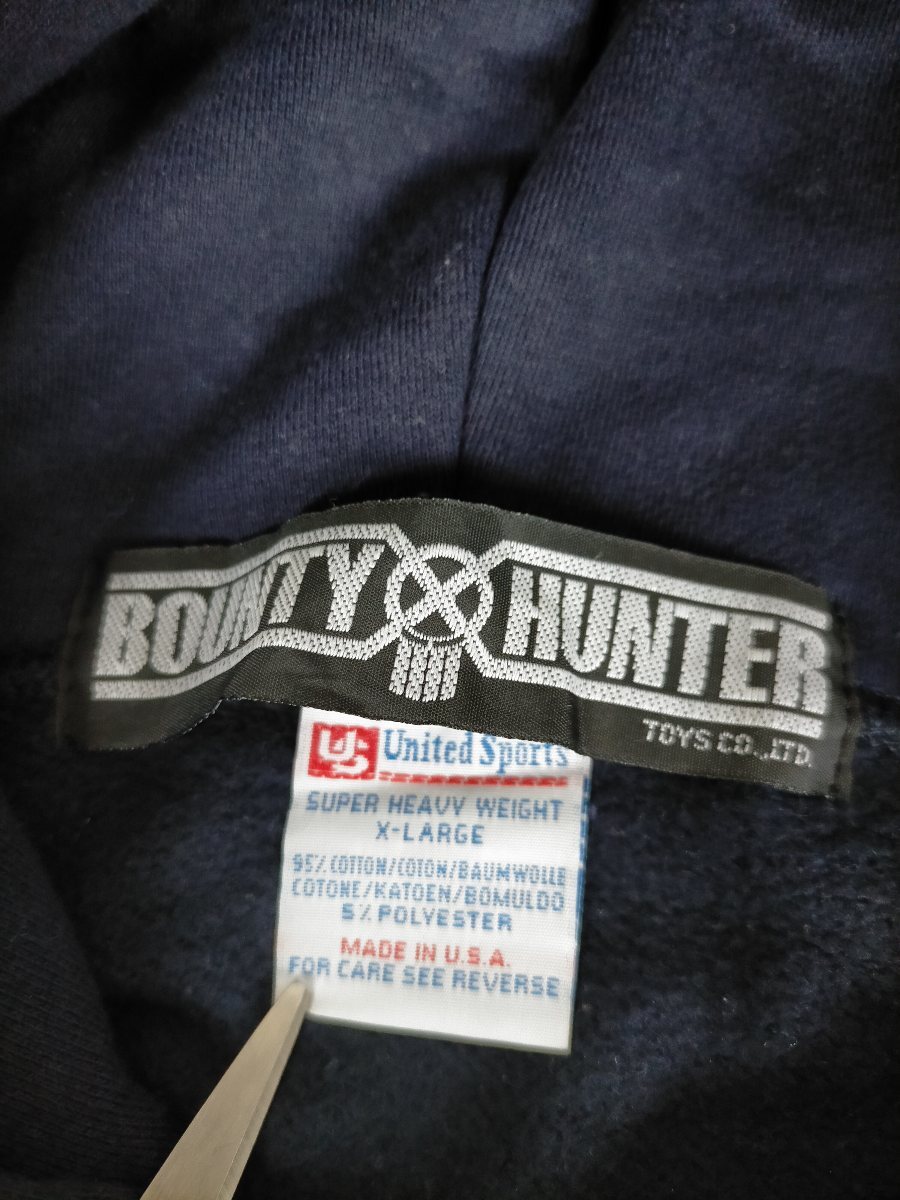 BOUNTY HUNTER
TOYS CO.,LTD.
US United Sports
SUPER HEAVY WEIGHT
X-LARGE
95% COTTON/COTON/BAUMWOLLE
COTONE/KATOEN/BOMULDO
5% POLYESTER
MADE IN U.S.A.
FOR CARE SEE REVERSE